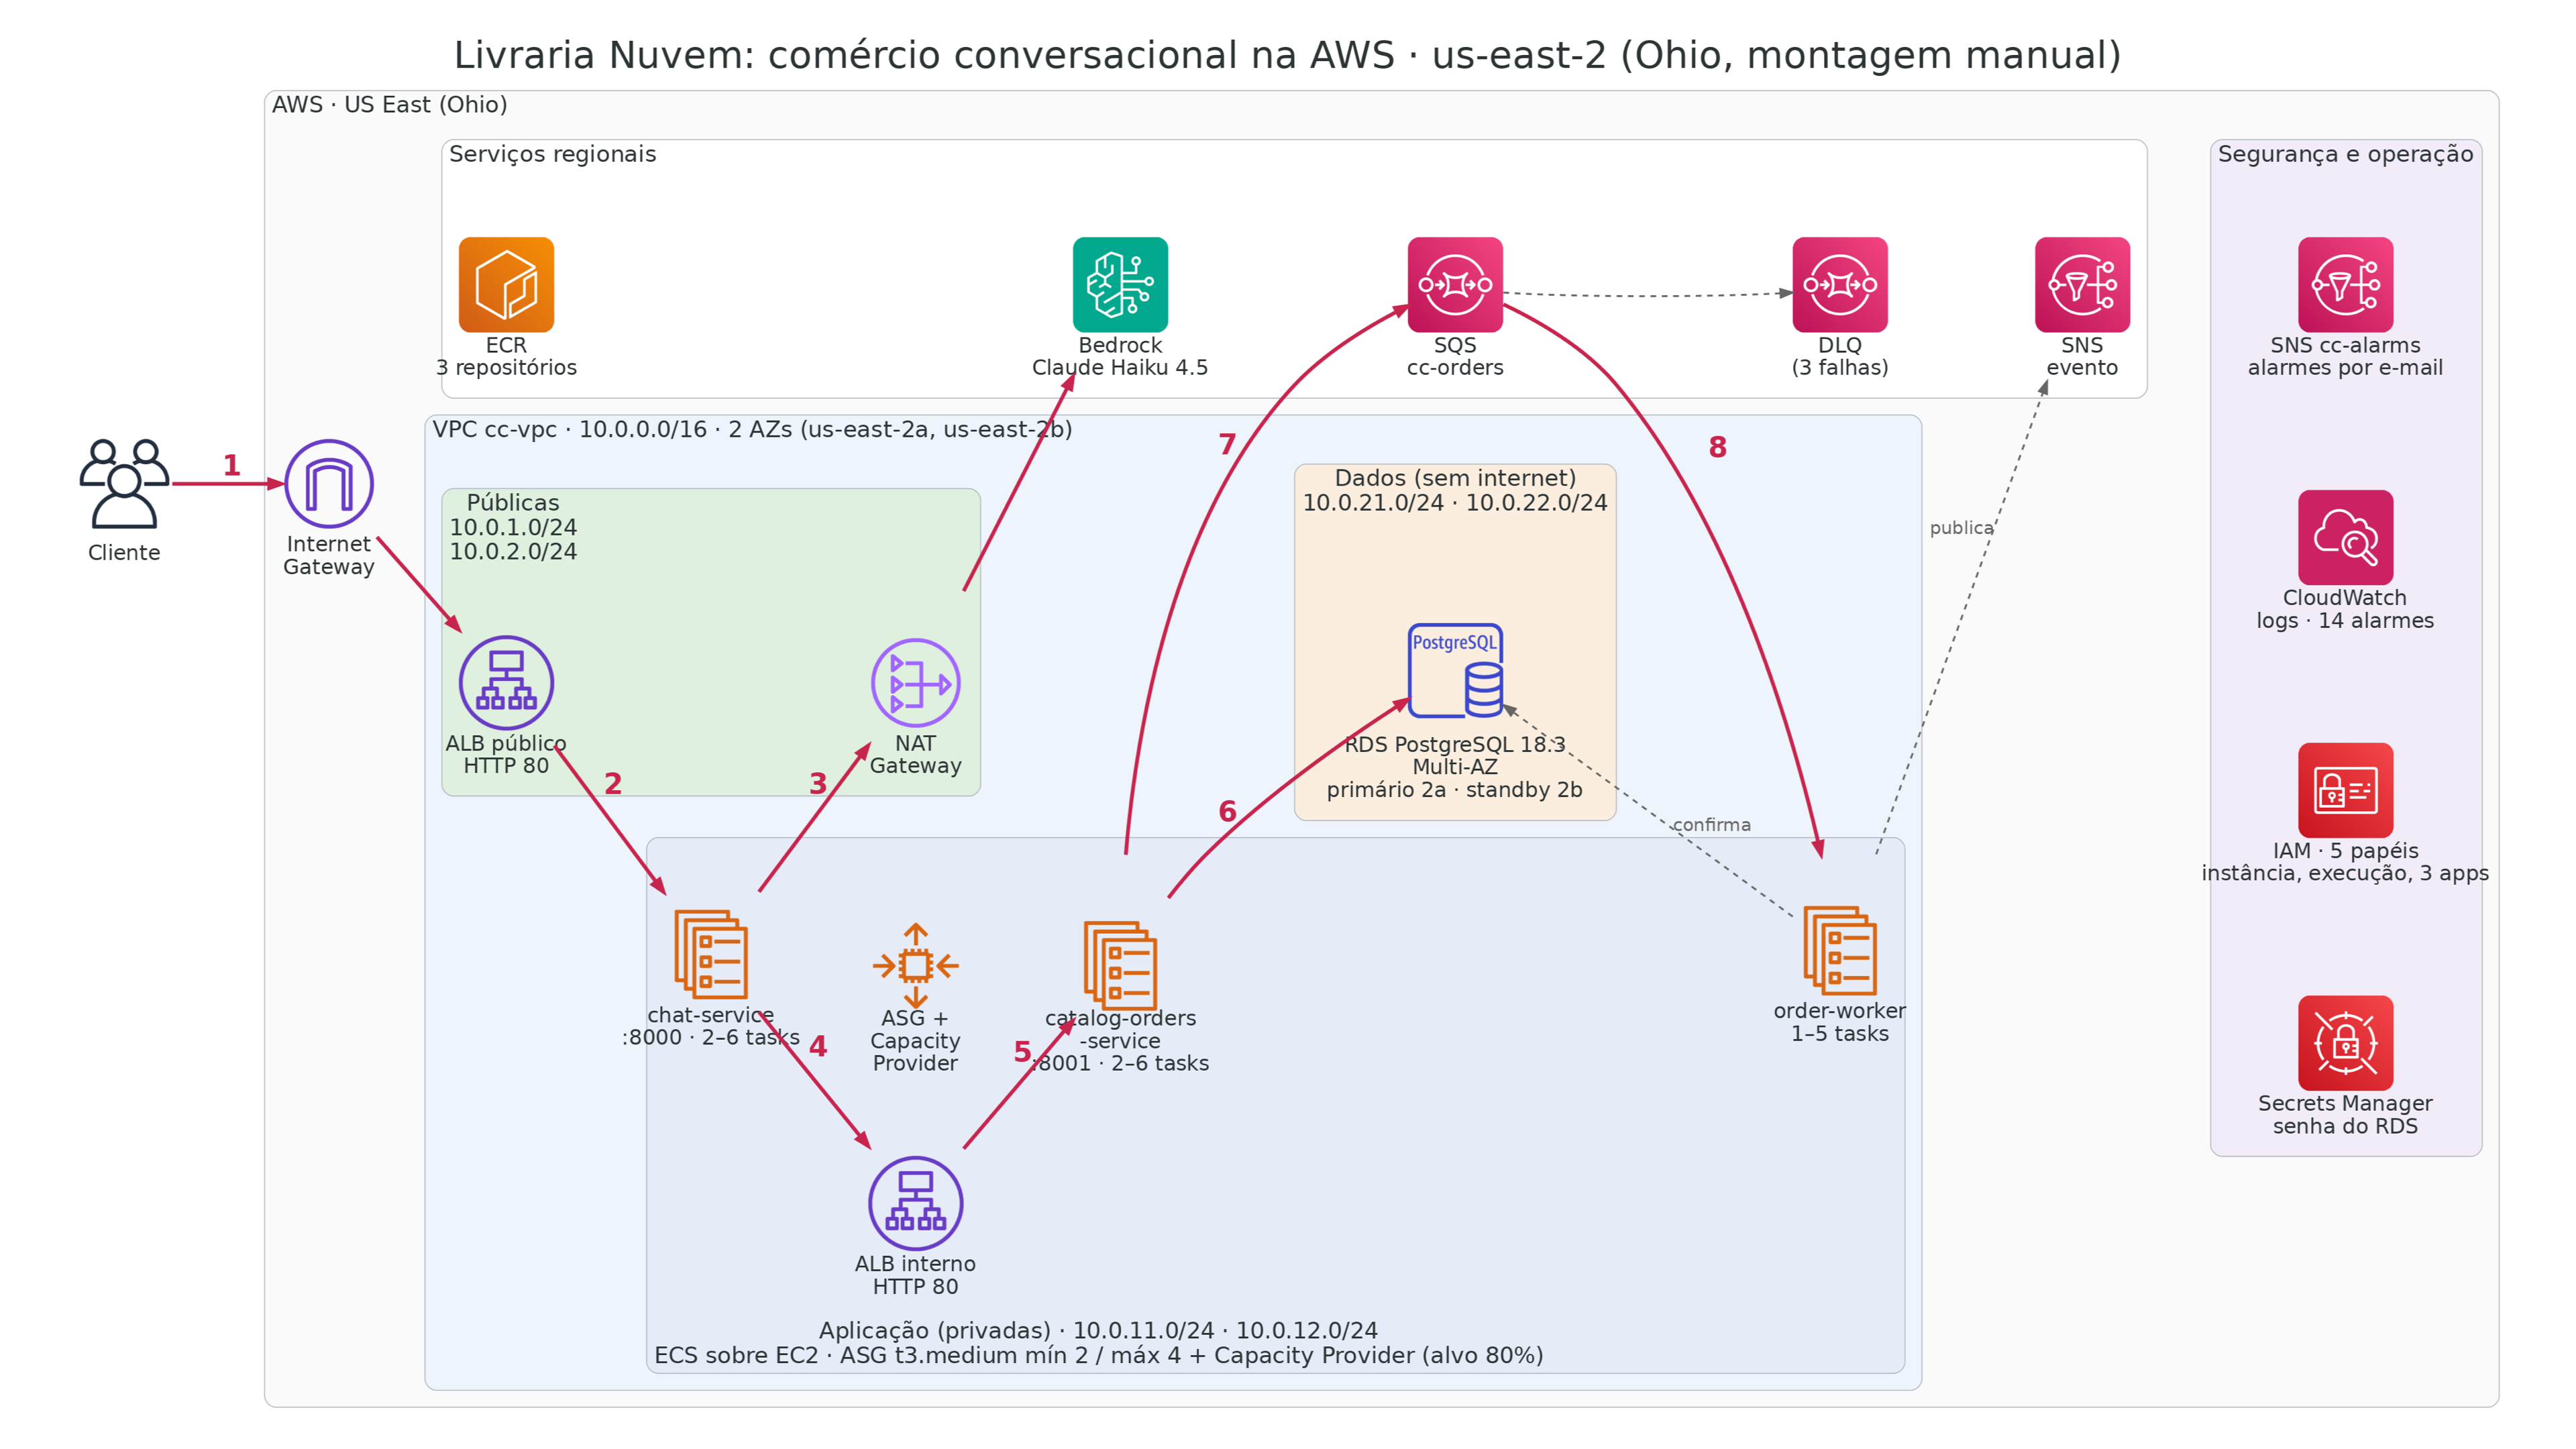 Livraria Nuvem: comércio conversacional na AWS · us-east-2 (Ohio, montagem manual)
AWS · US East (Ohio)
Serviços regionais
ECR
3 repositórios
Bedrock
Claude Haiku 4.5
SQS
cc-orders
DLQ
(3 falhas)
SNS
evento
Segurança e operação
SNS cc-alarms
alarmes por e-mail
CloudWatch
logs · 14 alarmes
IAM · 5 papéis
instância, execução, 3 apps
Secrets Manager
senha do RDS
Cliente
1
Internet
Gateway
VPC cc-vpc · 10.0.0.0/16 · 2 AZs (us-east-2a, us-east-2b)
Públicas
10.0.1.0/24
10.0.2.0/24
ALB público
HTTP 80
NAT
Gateway
2
3
7
8
Dados (sem internet)
10.0.21.0/24 · 10.0.22.0/24
PostgreSQL
RDS PostgreSQL 18.3
Multi-AZ
primário 2a · standby 2b
6
publica
confirma
chat-service
:8000 · 2–6 tasks
4
ASG +
Capacity
Provider
5
catalog-orders
-service
:8001 · 2–6 tasks
order-worker
1–5 tasks
ALB interno
HTTP 80
Aplicação (privadas) · 10.0.11.0/24 · 10.0.12.0/24
ECS sobre EC2 · ASG t3.medium mín 2 / máx 4 + Capacity Provider (alvo 80%)